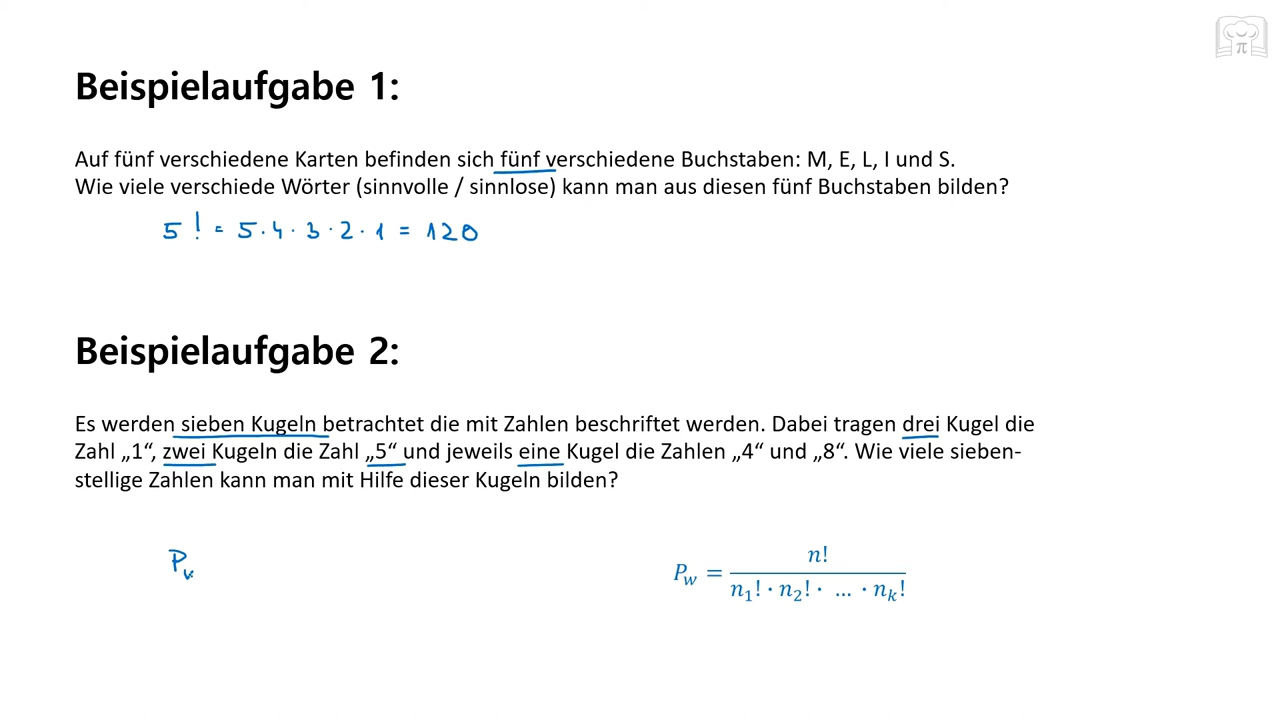 Beispielaufgabe 1:
Auf fünf verschiedene Karten befinden sich fünf verschiedene Buchstaben: M, E, L, I und S.
Wie viele verschiede Wörter (sinnvolle / sinnlose) kann man aus diesen fünf Buchstaben bilden?
5! = 5 · 4 · 3 · 2 · 1 = 120
Beispielaufgabe 2:
Es werden sieben Kugeln betrachtet die mit Zahlen beschriftet werden. Dabei tragen drei Kugel die
Zahl „1“, zwei Kugeln die Zahl „5“ und jeweils eine Kugel die Zahlen „4“ und „8“. Wie viele sieben-
stellige Zahlen kann man mit Hilfe dieser Kugeln bilden?
P
P_w = n! / (n_1! · n_2! · … · n_k!)
π